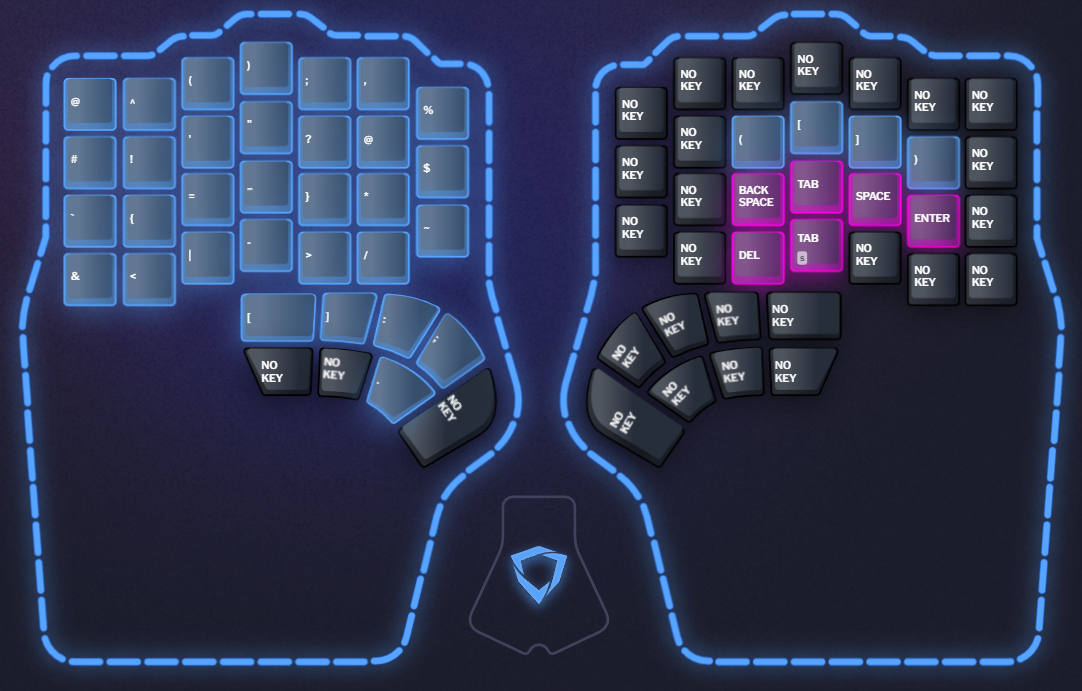 @ ^ ( ) ; , %
# ! ' " ? @ $
` { = _ } * ~
& < | - > /
[ ] : .
NO
KEY
NO
KEY
NO
KEY
NO
KEY
NO
KEY
NO
KEY
NO
KEY
NO
KEY
NO
KEY
NO
KEY
NO
KEY
NO
KEY
( [ ] )
NO
KEY
NO
KEY
NO
KEY
BACK
SPACE
TAB
SPACE
ENTER
NO
KEY
NO
KEY
DEL
TAB
s
NO
KEY
NO
KEY
NO
KEY
NO
KEY
NO
KEY
NO
KEY
NO
KEY
NO
KEY
NO
KEY
NO
KEY
NO
KEY